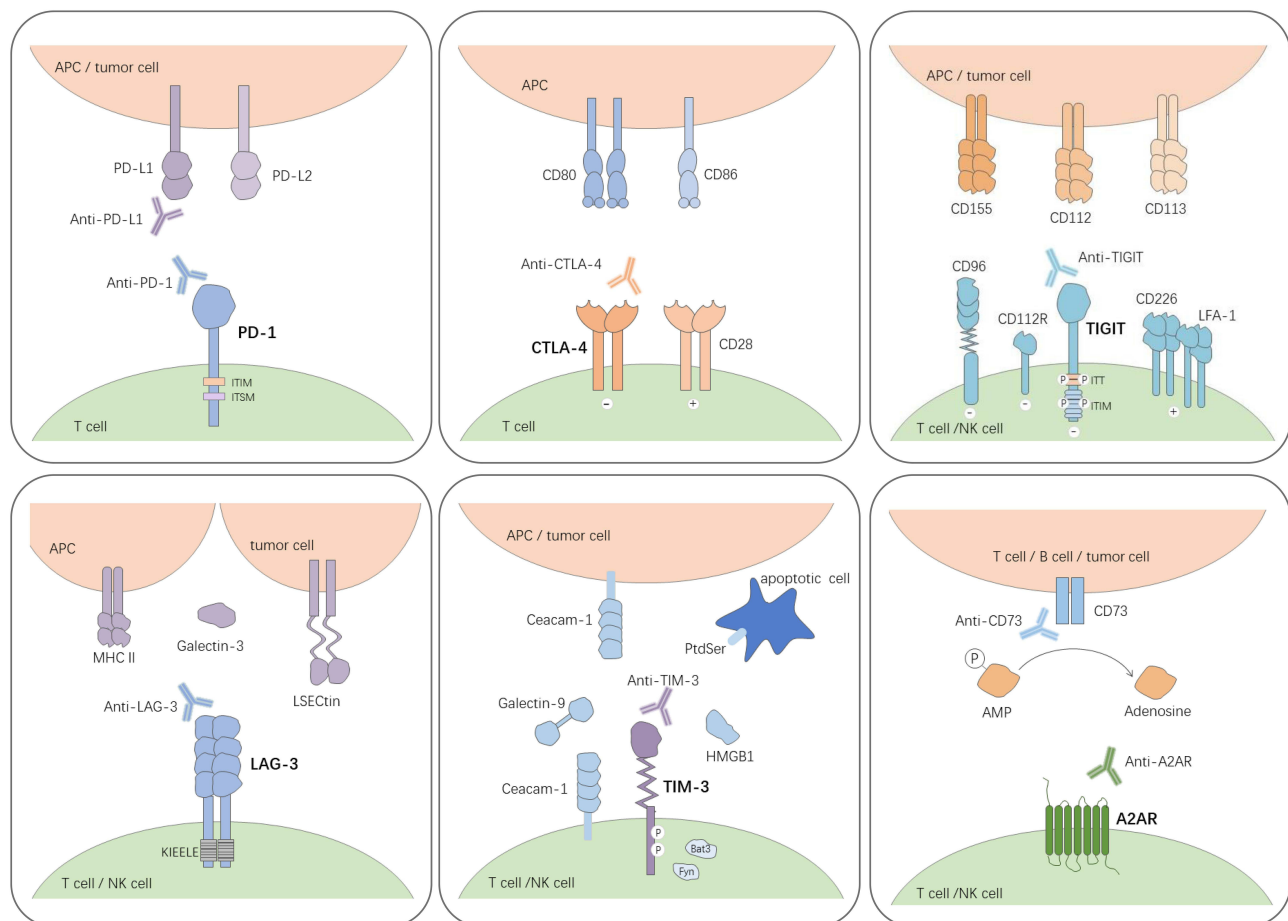 APC / tumor cell
PD-L1
PD-L2
Anti-PD-L1
Anti-PD-1
PD-1
ITIM
ITSM
T cell
APC
CD80
CD86
Anti-CTLA-4
CTLA-4
CD28
−
+
T cell
APC / tumor cell
CD155
CD112
CD113
Anti-TIGIT
CD96
CD112R
TIGIT
CD226
LFA-1
P P ITT
P P ITIM
−
−
−
+
T cell /NK cell
APC
tumor cell
MHC II
Galectin-3
LSECtin
Anti-LAG-3
LAG-3
KIEELE
T cell / NK cell
APC / tumor cell
Ceacam-1
apoptotic cell
PtdSer
Anti-TIM-3
Galectin-9
HMGB1
Ceacam-1
TIM-3
P
P
Bat3
Fyn
T cell /NK cell
T cell / B cell / tumor cell
CD73
Anti-CD73
P
AMP
Adenosine
Anti-A2AR
A2AR
T cell /NK cell